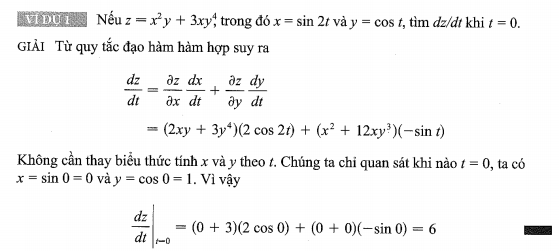 VÍ DỤ 1 Nếu z = x²y + 3xy⁴, trong đó x = sin 2t và y = cos t, tìm dz/dt khi t = 0.
GIẢI Từ quy tắc đạo hàm hàm hợp suy ra
dz/dt = ∂z/∂x dx/dt + ∂z/∂y dy/dt
= (2xy + 3y⁴)(2 cos 2t) + (x² + 12xy³)(−sin t)
Không cần thay biểu thức tính x và y theo t. Chúng ta chỉ quan sát khi nào t = 0, ta có
x = sin 0 = 0 và y = cos 0 = 1. Vì vậy
dz/dt|t=0 = (0 + 3)(2 cos 0) + (0 + 0)(−sin 0) = 6